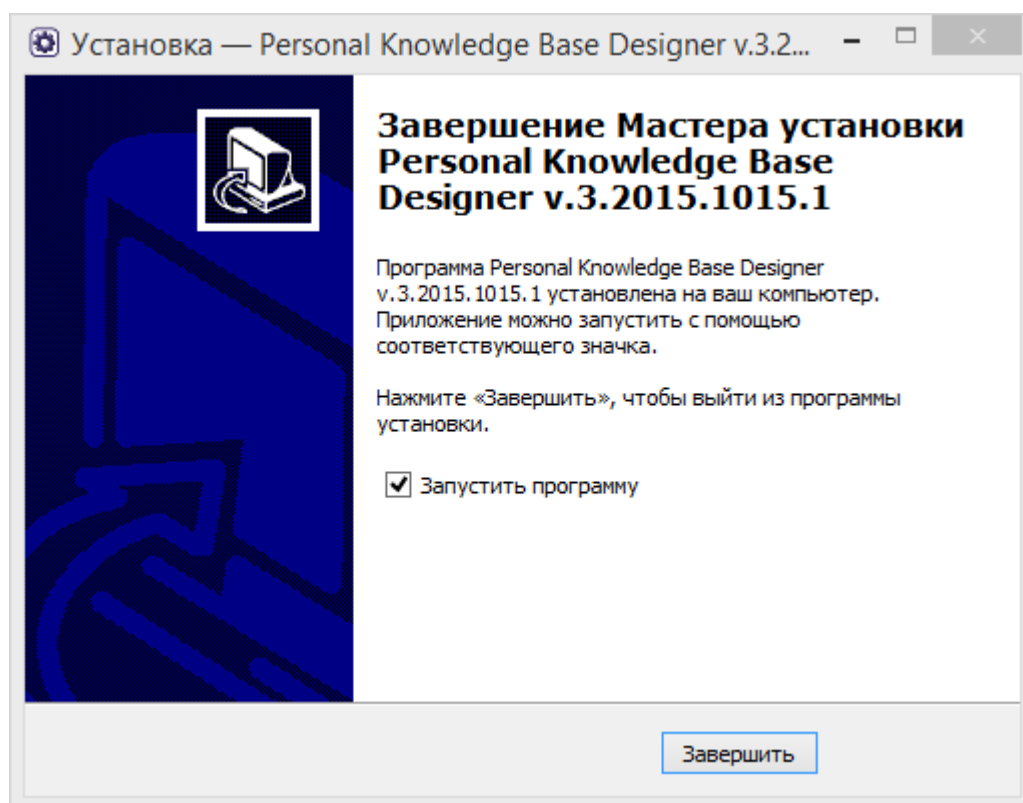 Установка — Personal Knowledge Base Designer v.3.2...
Завершение Мастера установки
Personal Knowledge Base
Designer v.3.2015.1015.1
Программа Personal Knowledge Base Designer
v.3.2015.1015.1 установлена на ваш компьютер.
Приложение можно запустить с помощью
соответствующего значка.
Нажмите «Завершить», чтобы выйти из программы
установки.
Запустить программу
Завершить